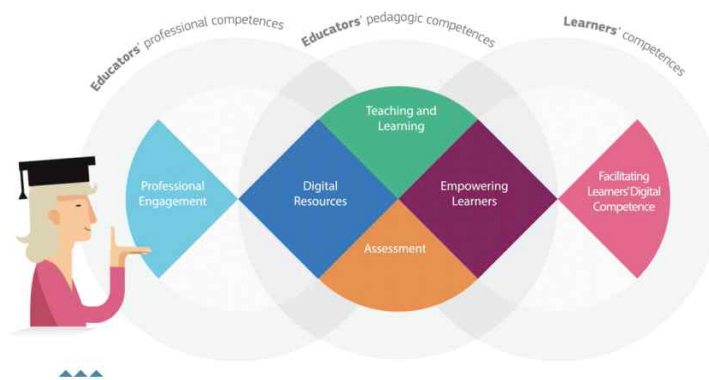 Educators' professional competences
Educators' pedagogic competences
Learners' competences
Teaching and
Learning
Professional
Engagement
Digital
Resources
Empowering
Learners
Facilitating
Learners' Digital
Competence
Assessment